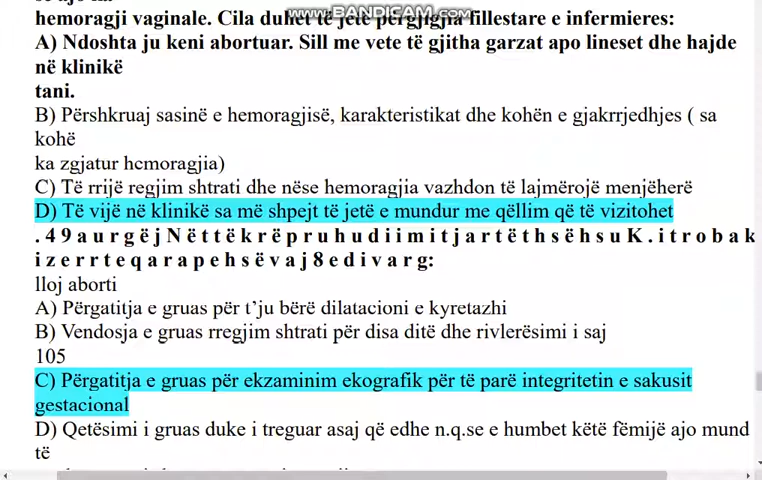 hemoragji vaginale. Cila duhet të jetë përgjigjia fillestare e infermieres:
WWW.BANDICAM.COM
A) Ndoshta ju keni abortuar. Sill me vete të gjitha garzat apo lineset dhe hajde
në klinikë
tani.
B) Përshkruaj sasinë e hemoragjisë, karakteristikat dhe kohën e gjakrrjedhjes ( sa
kohë
ka zgjatur hemoragjia)
C) Të rrijë regjim shtrati dhe nëse hemoragjia vazhdon të lajmërojë menjëherë
D) Të vijë në klinikë sa më shpejt të jetë e mundur me qëllim që të vizitohet
. 4 9 a u r g ë j N ë t t ë k r ë p r u h u d i i m i t j a r t ë t h s ë h s u K . i t r o b a k
i z e r r t e q a r a p e h s ë v a j 8 e d i v a r g:
lloj aborti
A) Përgatitja e gruas për t’ju bërë dilatacioni e kyretazhi
B) Vendosja e gruas rregjim shtrati për disa ditë dhe rivlerësimi i saj
105
C) Përgatitja e gruas për ekzaminim ekografik për të parë integritetin e sakusit
gestacional
D) Qetësimi i gruas duke i treguar asaj që edhe n.q.se e humbet këtë fëmijë ajo mund
të